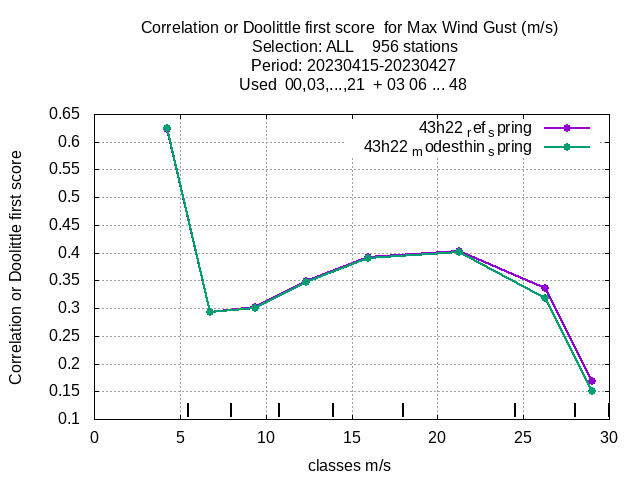 Correlation or Doolittle first score  for Max Wind Gust (m/s)
Selection: ALL    956 stations
Period: 20230415-20230427
Used  00,03,...,21  + 03 06 ... 48
43h22 ref spring
43h22 modesthin spring
Correlation or Doolittle first score
0.65
0.6
0.55
0.5
0.45
0.4
0.35
0.3
0.25
0.2
0.15
0.1
0 5 10 15 20 25 30
classes m/s